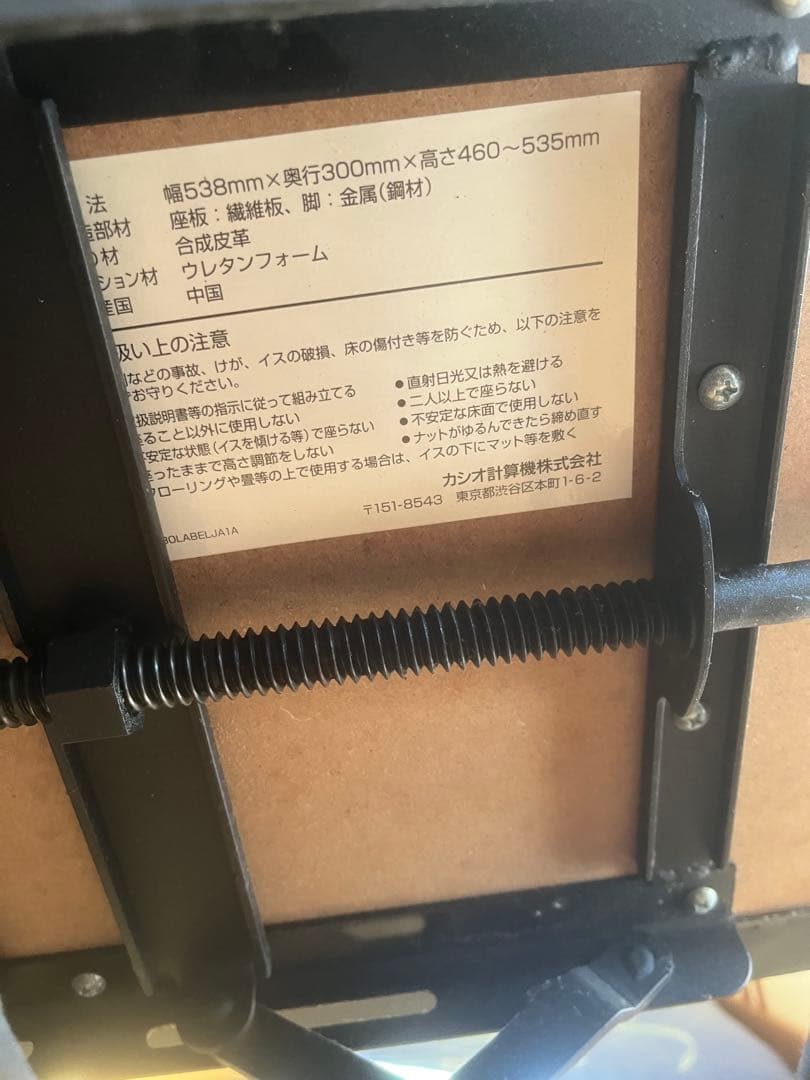 法 幅538mm×奥行300mm×高さ460～535mm
部材 座板：繊維板、脚：金属(鋼材)
材 合成皮革
ション材 ウレタンフォーム
産国 中国
扱い上の注意
などの事故、けが、イスの破損、床の傷付き等を防ぐため、以下の注意を
お守りください。
扱説明書等の指示に従って組み立てる
ること以外に使用しない
安定な状態(イスを傾ける等)で座らない
ったままで高さ調節をしない
フローリングや畳等の上で使用する場合は、イスの下にマット等を敷く
●直射日光又は熱を避ける
●二人以上で座らない
●不安定な床面で使用しない
●ナットがゆるんできたら締め直す
カシオ計算機株式会社
〒151-8543 東京都渋谷区本町1-6-2
BOLABELJA1A